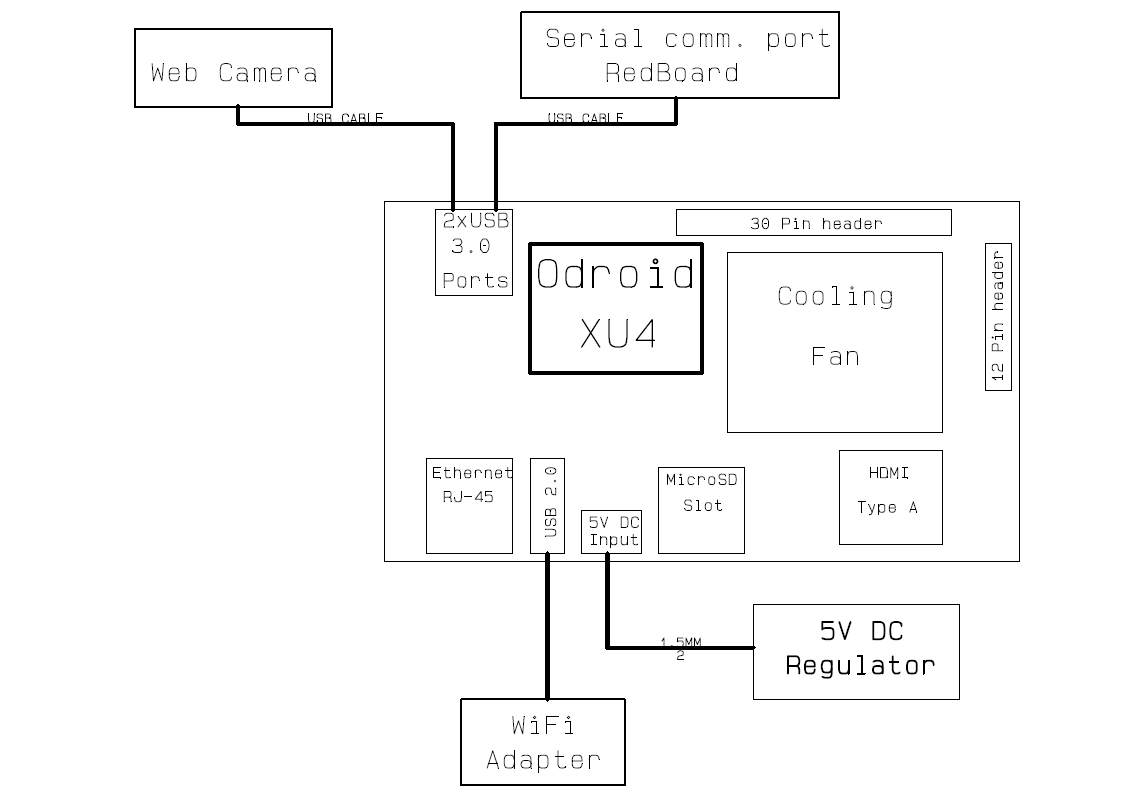 Web Camera
Serial comm. port
RedBoard
USB CABLE
USB CABLE
2xUSB
3.0
Ports
30 Pin header
Odroid
XU4
Cooling
Fan
12 Pin header
Ethernet
RJ-45
USB 2.0
5V DC
Input
MicroSD
Slot
HDMI
Type A
1.5MM
2
5V DC
Regulator
WiFi
Adapter